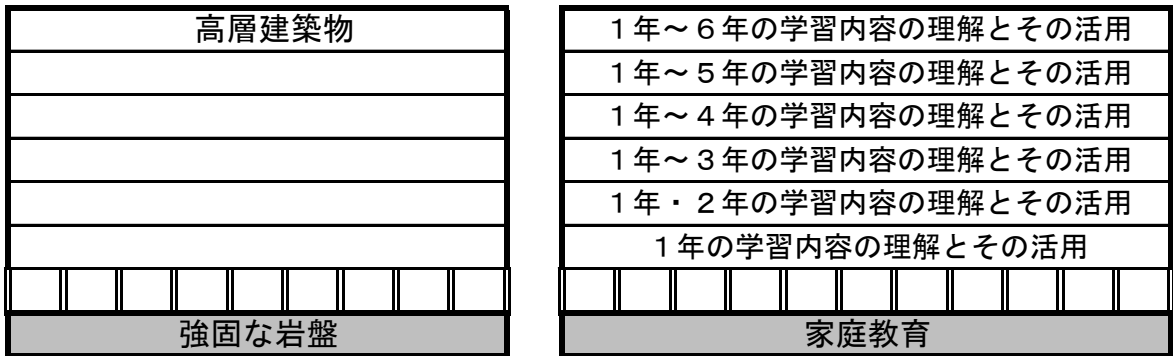 高層建築物
強固な岩盤
１年～６年の学習内容の理解とその活用
１年～５年の学習内容の理解とその活用
１年～４年の学習内容の理解とその活用
１年～３年の学習内容の理解とその活用
１年・２年の学習内容の理解とその活用
１年の学習内容の理解とその活用
家庭教育